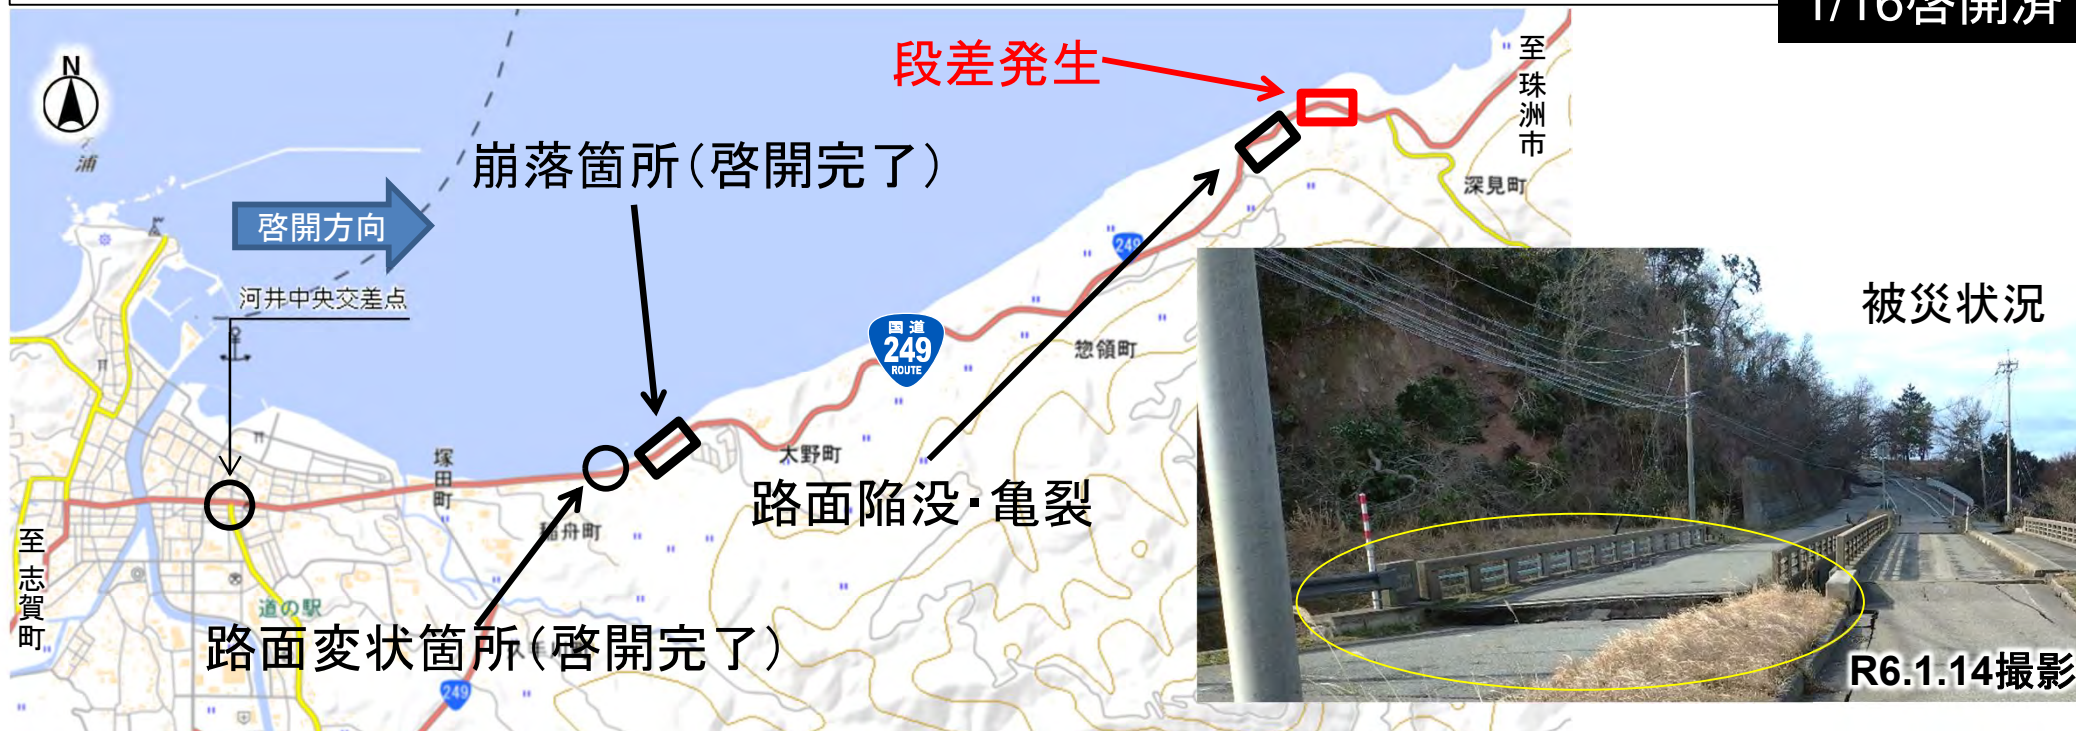 1/16啓開済
N
段差発生
至珠洲市
崩落箇所(啓開完了)
浦
深見町
啓開方向
249
河井中央交差点
国道
249
ROUTE
惣領町
被災状況
塚田町
大野町
路面陥没・亀裂
稲舟町
至志賀町
道の駅
路面変状箇所(啓開完了)
R6.1.14撮影
249